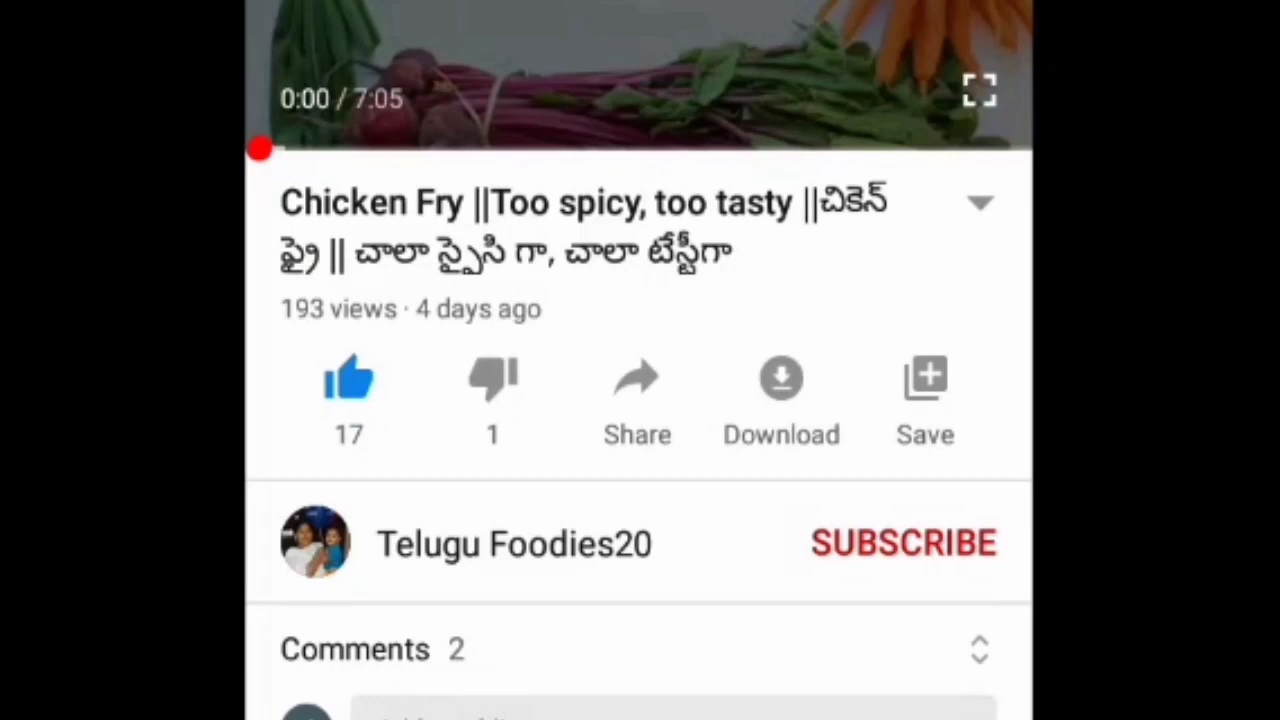 0:00 / 7:05
Chicken Fry ||Too spicy, too tasty ||చికెన్
ఫ్రై || చాలా స్పైసి గా, చాలా టేస్టీగా
193 views · 4 days ago
17
1
Share
Download
Save
Telugu Foodies20
SUBSCRIBE
Comments 2